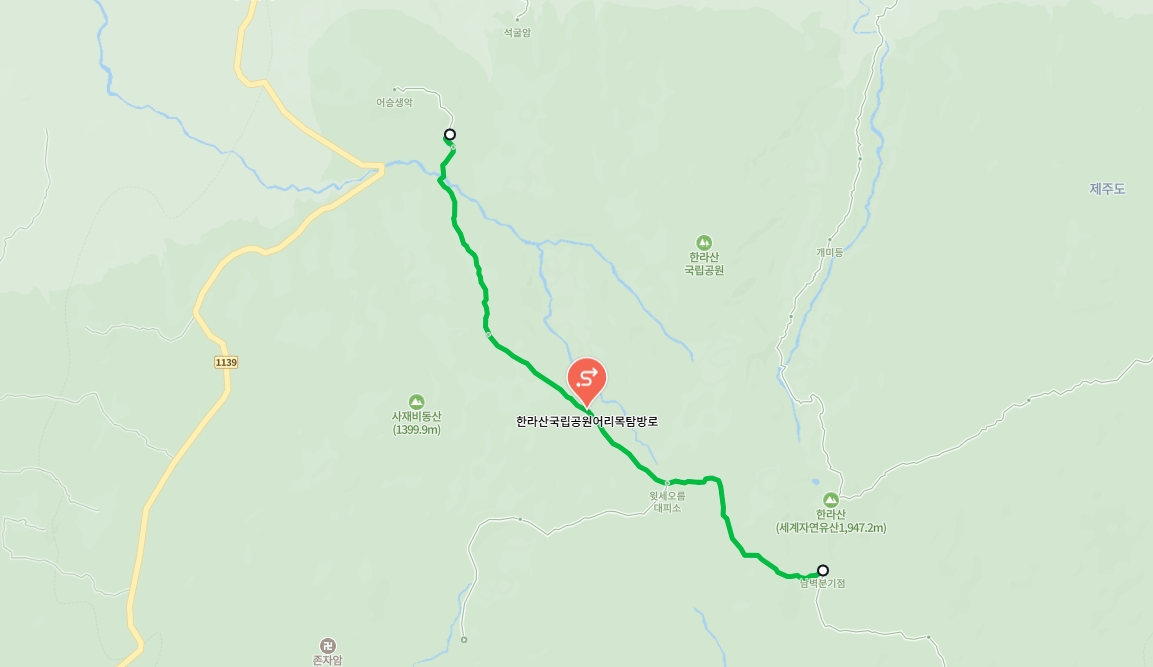 석굴암
어승생악
제주도
한라산
국립공원
개미등
1139
사재비동산
(1399.9m)
한라산국립공원어리목탐방로
윗세오름
대피소
한라산
(세계자연유산1,947.2m)
남벽분기점
존자암